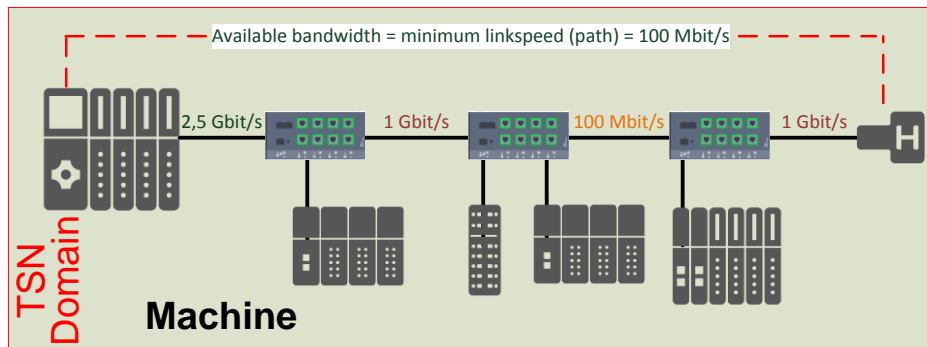 Available bandwidth = minimum linkspeed (path) = 100 Mbit/s
2,5 Gbit/s
1 Gbit/s
100 Mbit/s
1 Gbit/s
TSN
Domain
Machine